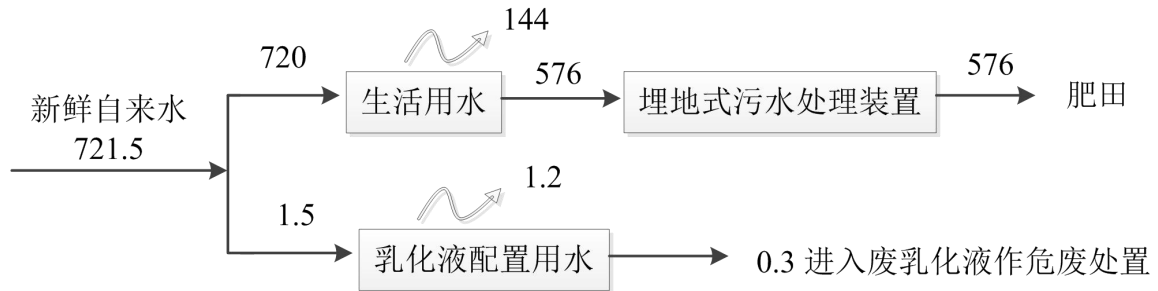 144
720
576
576
生活用水
埋地式污水处理装置
肥田
新鲜自来水
721.5
1.2
1.5
乳化液配置用水
0.3 进入废乳化液作危废处置